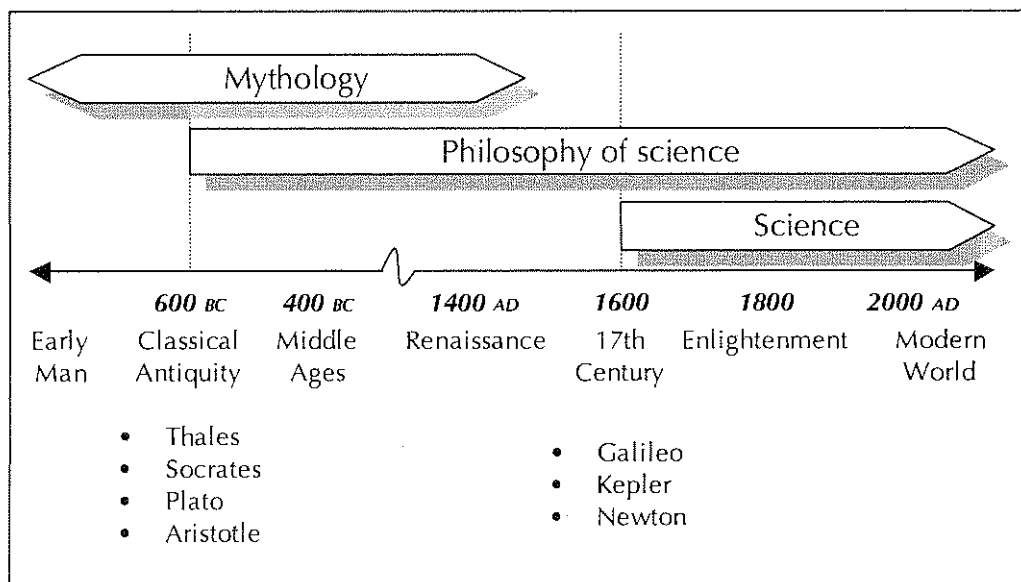 Mythology
Philosophy of science
Science
600 BC 400 BC 1400 AD 1600 1800 2000 AD
Early Classical Middle Renaissance 17th Enlightenment Modern
Man Antiquity Ages Century World
• Thales
• Socrates
• Plato
• Aristotle
• Galileo
• Kepler
• Newton